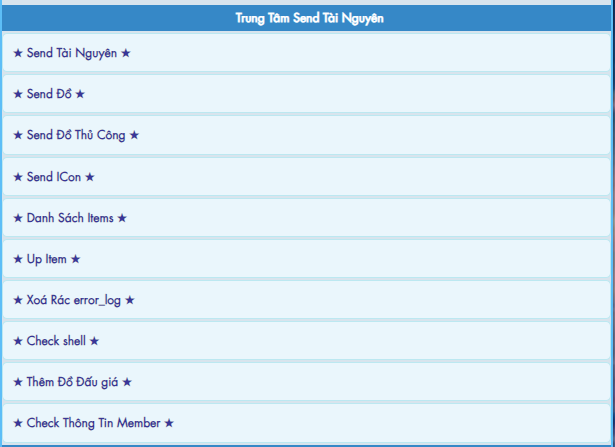 Trung Tâm Send Tài Nguyên
★ Send Tài Nguyên ★
★ Send Đồ ★
★ Send Đồ Thủ Công ★
★ Send ICon ★
★ Danh Sách Items ★
★ Up Item ★
★ Xoá Rác error_log ★
★ Check shell ★
★ Thêm Đồ Đấu giá ★
★ Check Thông Tin Member ★